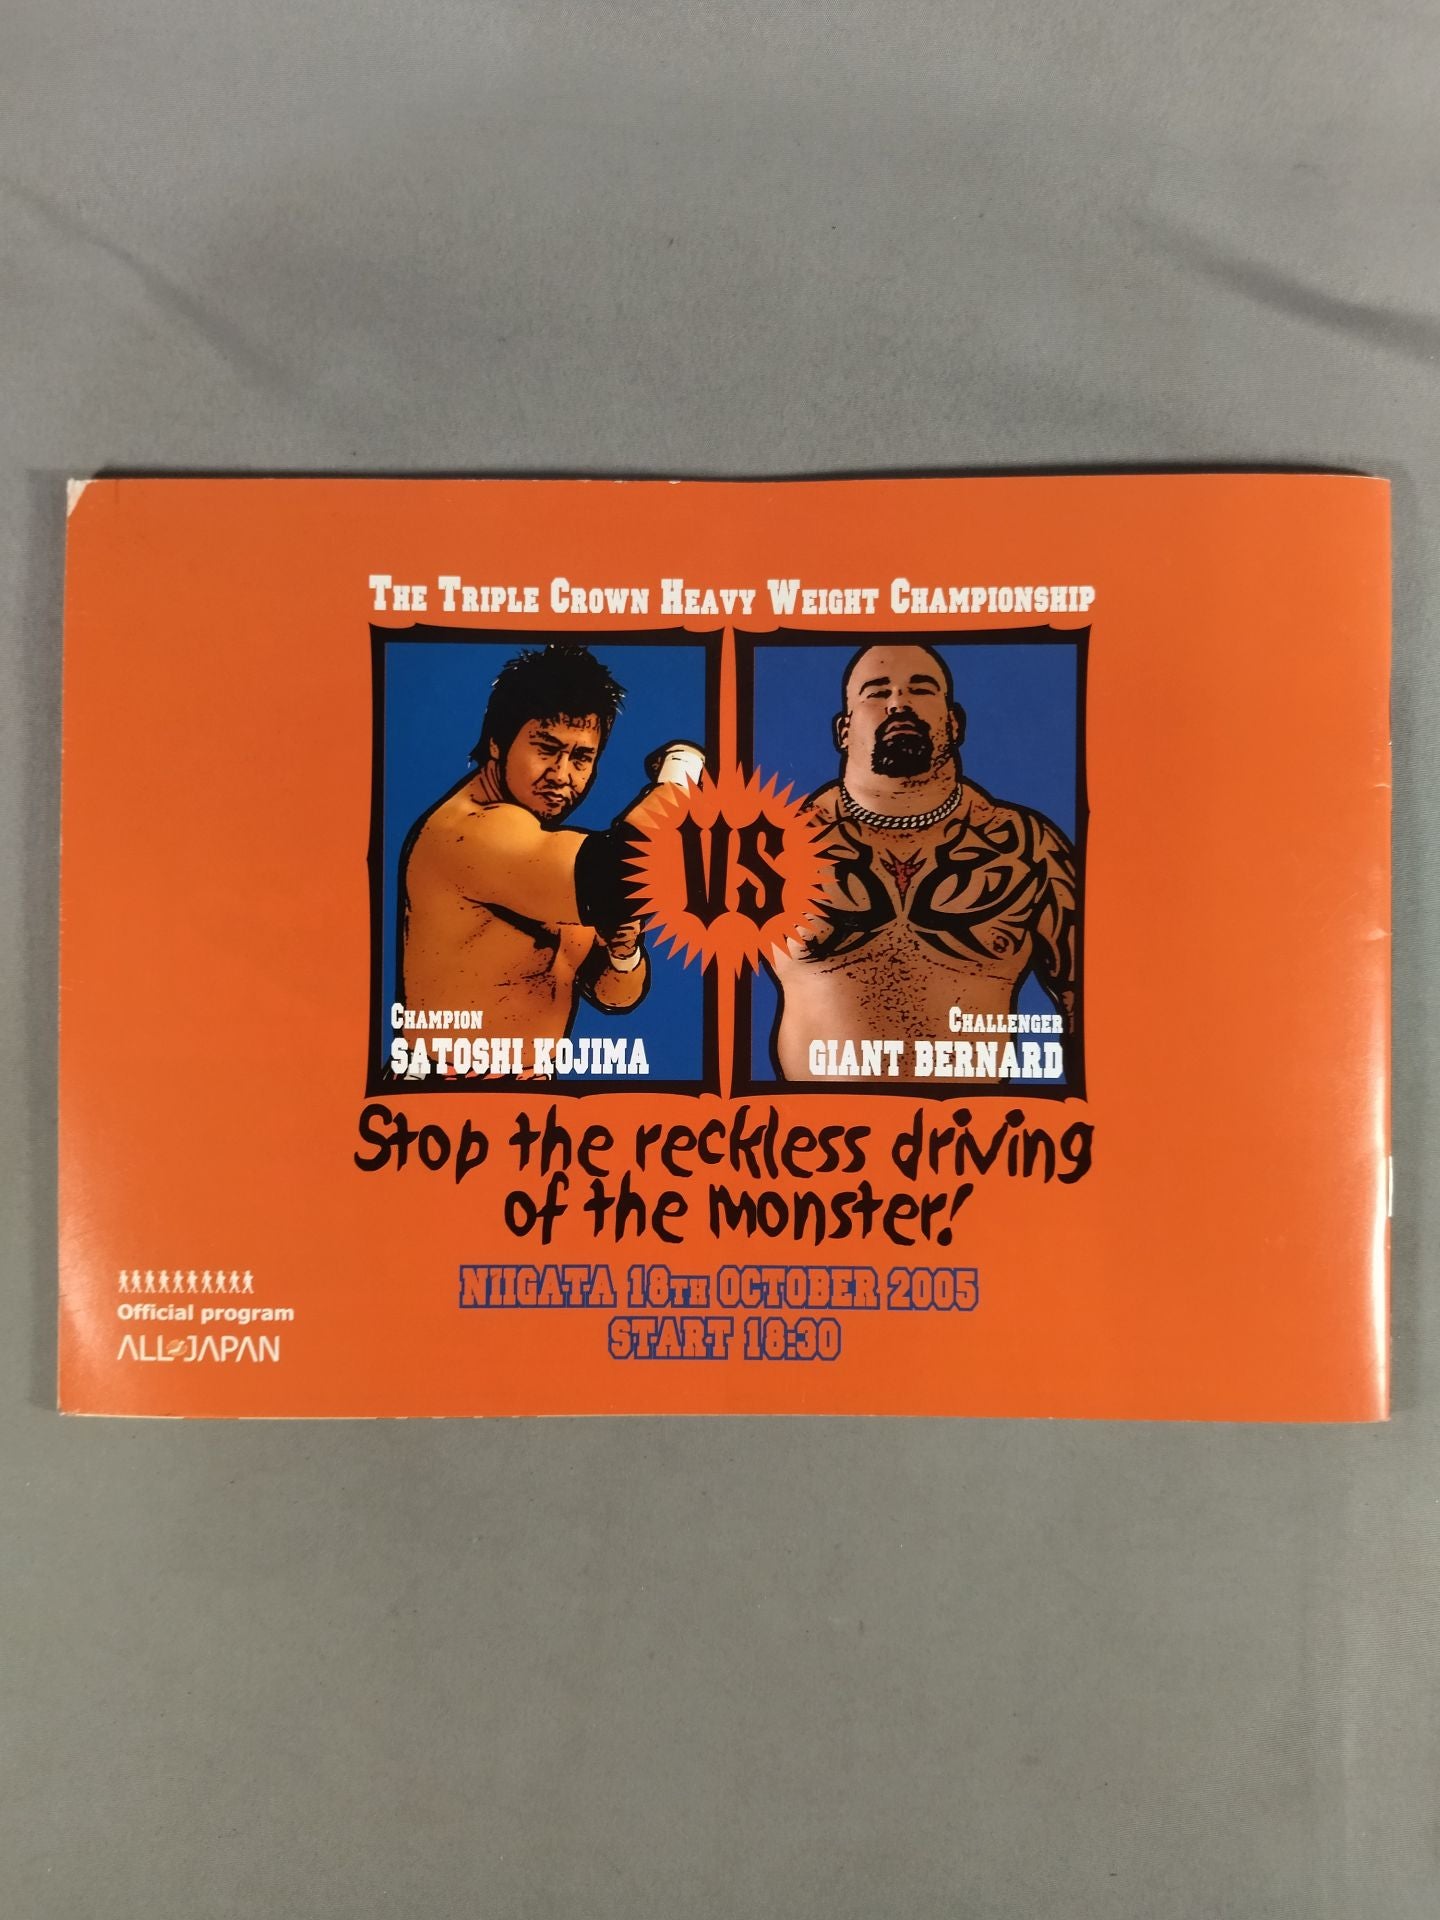 The Triple Crown Heavy Weight Championship
VS
Champion
SATOSHI KOJIMA
Challenger
GIANT BERNARD
Stop the reckless driving
of the monster!
NIIGATA 18TH OCTOBER 2005
START 18:30
Official program
ALL JAPAN